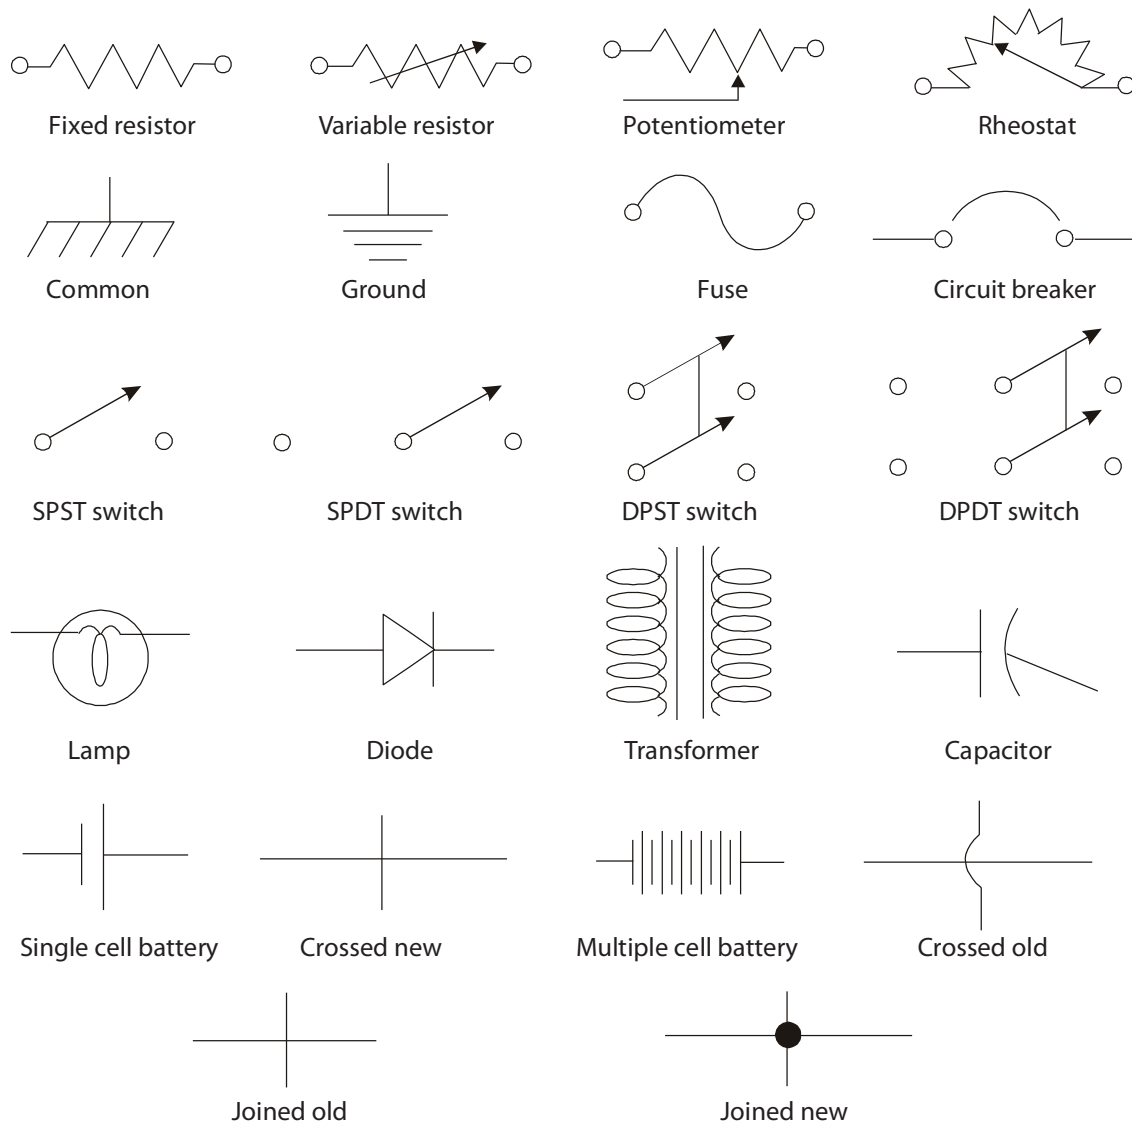 Fixed resistor
Variable resistor
Potentiometer
Rheostat
Common
Ground
Fuse
Circuit breaker
SPST switch
SPDT switch
DPST switch
DPDT switch
Lamp
Diode
Transformer
Capacitor
Single cell battery
Crossed new
Multiple cell battery
Crossed old
Joined old
Joined new